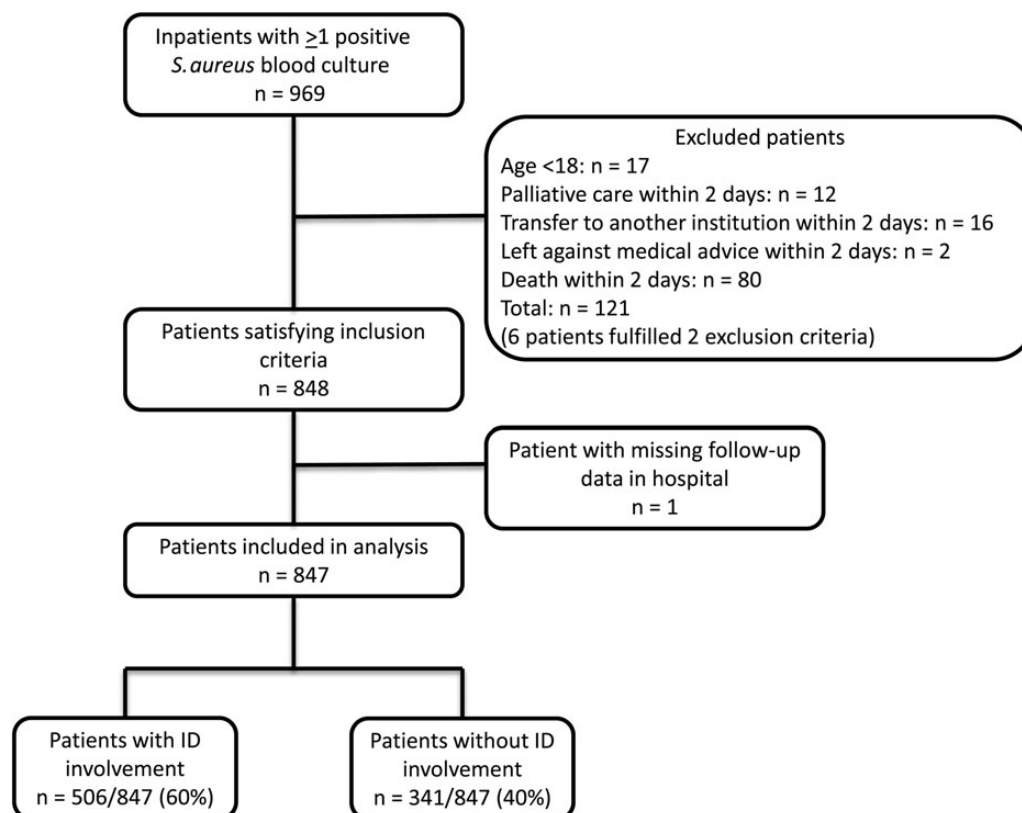 Inpatients with ≥1 positive
S. aureus blood culture
n = 969
Excluded patients
Age <18: n = 17
Palliative care within 2 days: n = 12
Transfer to another institution within 2 days: n = 16
Left against medical advice within 2 days: n = 2
Death within 2 days: n = 80
Total: n = 121
(6 patients fulfilled 2 exclusion criteria)
Patients satisfying inclusion
criteria
n = 848
Patient with missing follow-up
data in hospital
n = 1
Patients included in analysis
n = 847
Patients with ID
involvement
n = 506/847 (60%)
Patients without ID
involvement
n = 341/847 (40%)